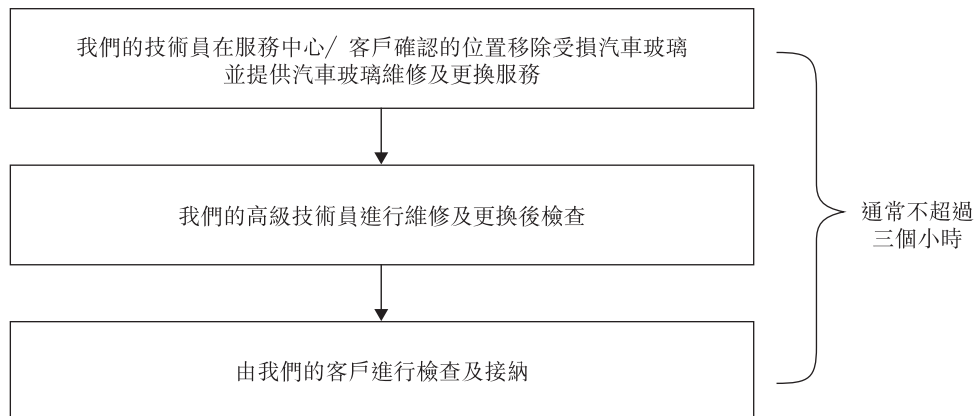 我們的技術員在服務中心/ 客戶確認的位置移除受損汽車玻璃
並提供汽車玻璃維修及更換服務
我們的高級技術員進行維修及更換後檢查
通常不超過
三個小時
由我們的客戶進行檢查及接納